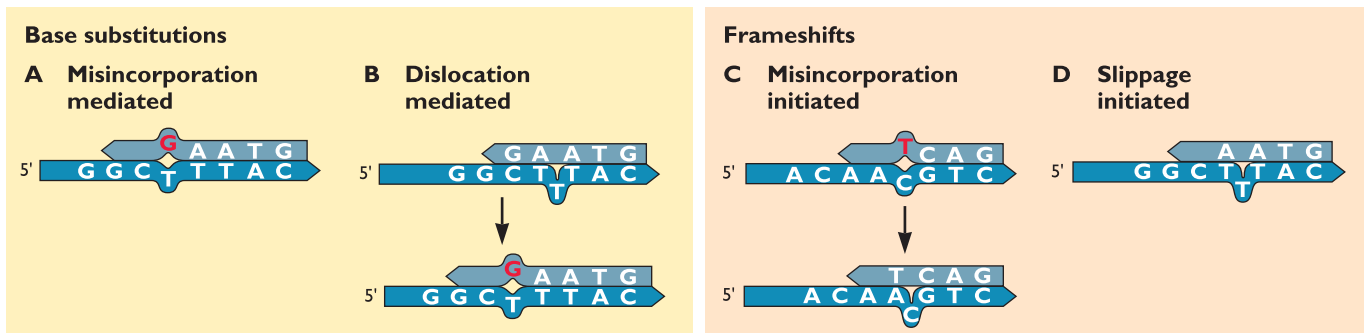 Base substitutions
A Misincorporation
mediated
G A A T G
5' G G C T T T A C
B Dislocation
mediated
G A A T G
5' G G C T T T A C
G A A T G
5' G G C T T T A C
Frameshifts
C Misincorporation
initiated
T C A G
5' A C A A C G T C
T C A G
5' A C A A C G T C
D Slippage
initiated
A A T G
5' G G C T T T A C